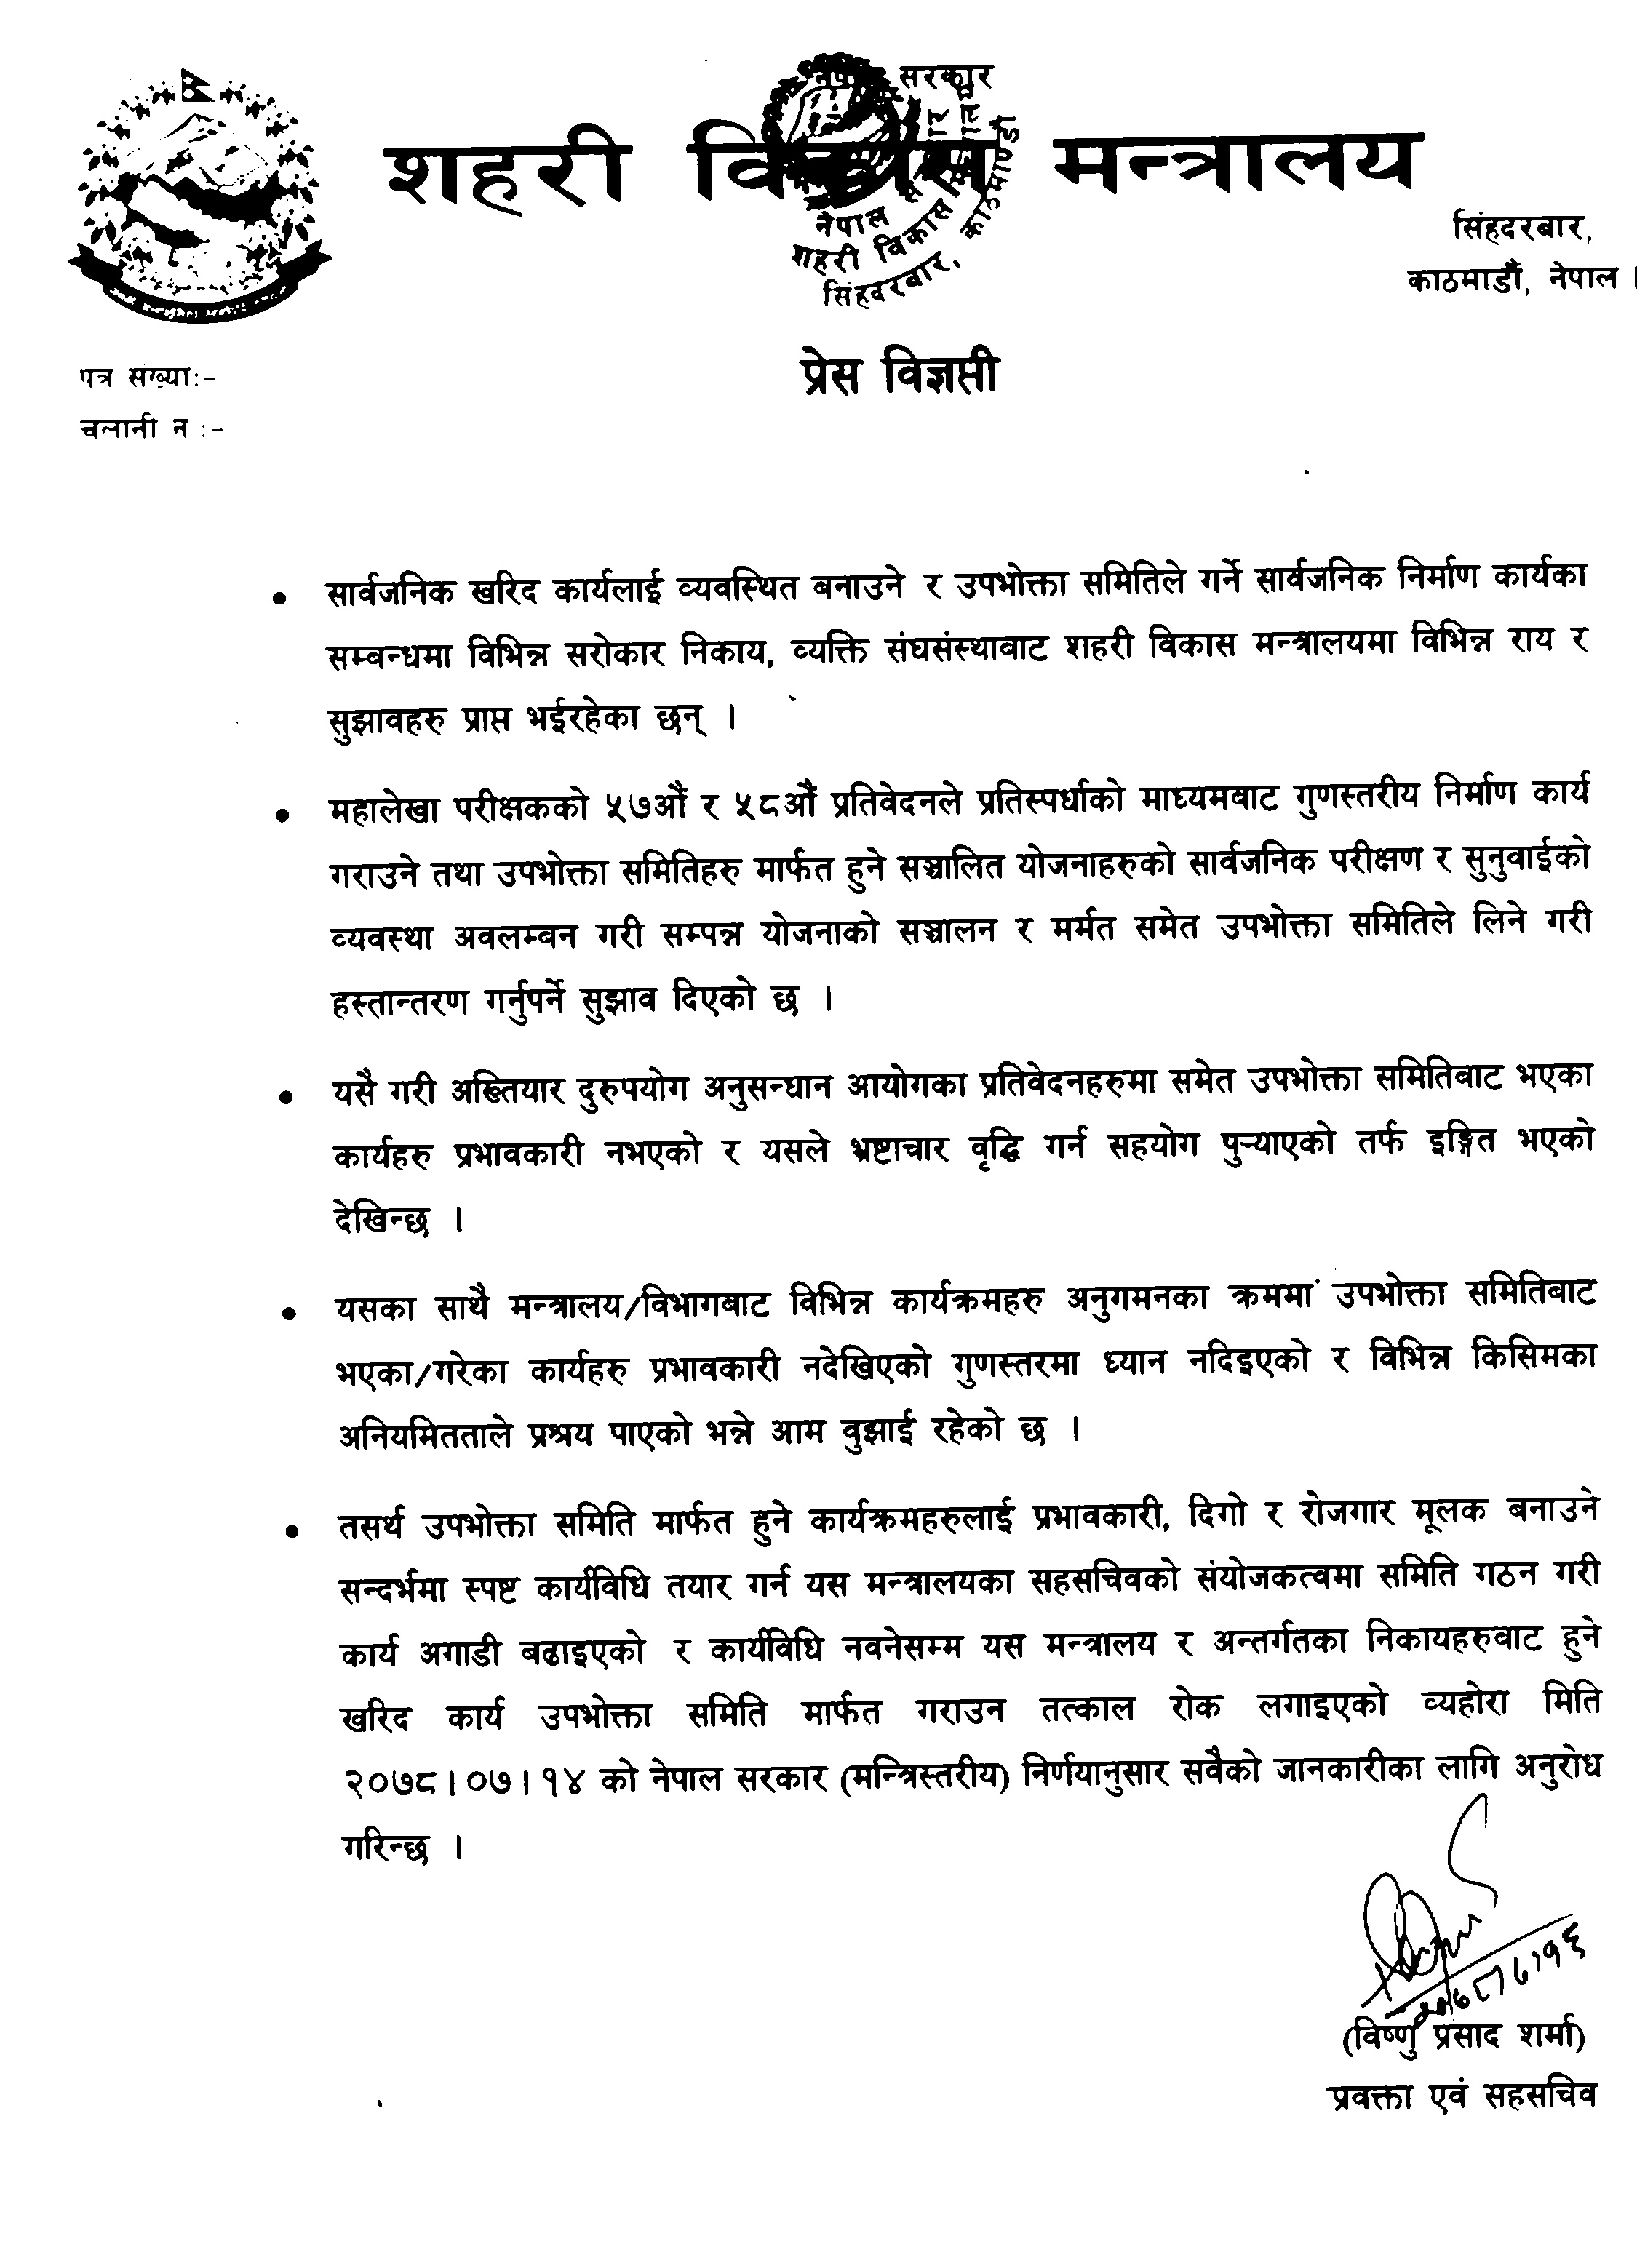 नेपाल सरकार
शहरी विकास मन्त्रालय
नेपाल सरकार
शहरी विकास मन्त्रालय
सिंहदरबार, काठमाण्डौ
सिंहदरबार,
काठमाडौं, नेपाल ।
पत्र संख्या:-
चलानी नं :-
प्रेस विज्ञप्ती
• सार्वजनिक खरिद कार्यलाई व्यवस्थित बनाउने र उपभोक्ता समितिले गर्ने सार्वजनिक निर्माण कार्यका
सम्बन्धमा विभिन्न सरोकार निकाय, व्यक्ति संघसंस्थाबाट शहरी विकास मन्त्रालयमा विभिन्न राय र
सुझावहरु प्राप्त भईरहेका छन् ।
• महालेखा परीक्षकको ५७औं र ५८औं प्रतिवेदनले प्रतिस्पर्धाको माध्यमबाट गुणस्तरीय निर्माण कार्य
गराउने तथा उपभोक्ता समितिहरु मार्फत हुने सञ्चालित योजनाहरुको सार्वजनिक परीक्षण र सुनुवाईको
व्यवस्था अवलम्बन गरी सम्पन्न योजनाको सञ्चालन र मर्मत समेत उपभोक्ता समितिले लिने गरी
हस्तान्तरण गर्नुपर्ने सुझाव दिएको छ ।
• यसै गरी अख्तियार दुरुपयोग अनुसन्धान आयोगका प्रतिवेदनहरुमा समेत उपभोक्ता समितिबाट भएका
कार्यहरु प्रभावकारी नभएको र यसले भ्रष्टाचार वृद्धि गर्न सहयोग पुऱ्याएको तर्फ इङ्गित भएको
देखिन्छ ।
• यसका साथै मन्त्रालय/विभागबाट विभिन्न कार्यक्रमहरु अनुगमनका क्रममा उपभोक्ता समितिबाट
भएका/गरेका कार्यहरु प्रभावकारी नदेखिएको गुणस्तरमा ध्यान नदिइएको र विभिन्न किसिमका
अनियमितताले प्रश्रय पाएको भन्ने आम वुझाई रहेको छ ।
• तसर्थ उपभोक्ता समिति मार्फत हुने कार्यक्रमहरुलाई प्रभावकारी, दिगो र रोजगार मूलक बनाउने
सन्दर्भमा स्पष्ट कार्यविधि तयार गर्न यस मन्त्रालयका सहसचिवको संयोजकत्वमा समिति गठन गरी
कार्य अगाडी बढाइएको र कार्यविधि नवनेसम्म यस मन्त्रालय र अन्तर्गतका निकायहरुबाट हुने
खरिद कार्य उपभोक्ता समिति मार्फत गराउन तत्काल रोक लगाइएको व्यहोरा मिति
२०७८।०७।१४ को नेपाल सरकार (मन्त्रिस्तरीय) निर्णयानुसार सवैको जानकारीका लागि अनुरोध
गरिन्छ ।
(विष्णु प्रसाद शर्मा)
प्रवक्ता एवं सहसचिव